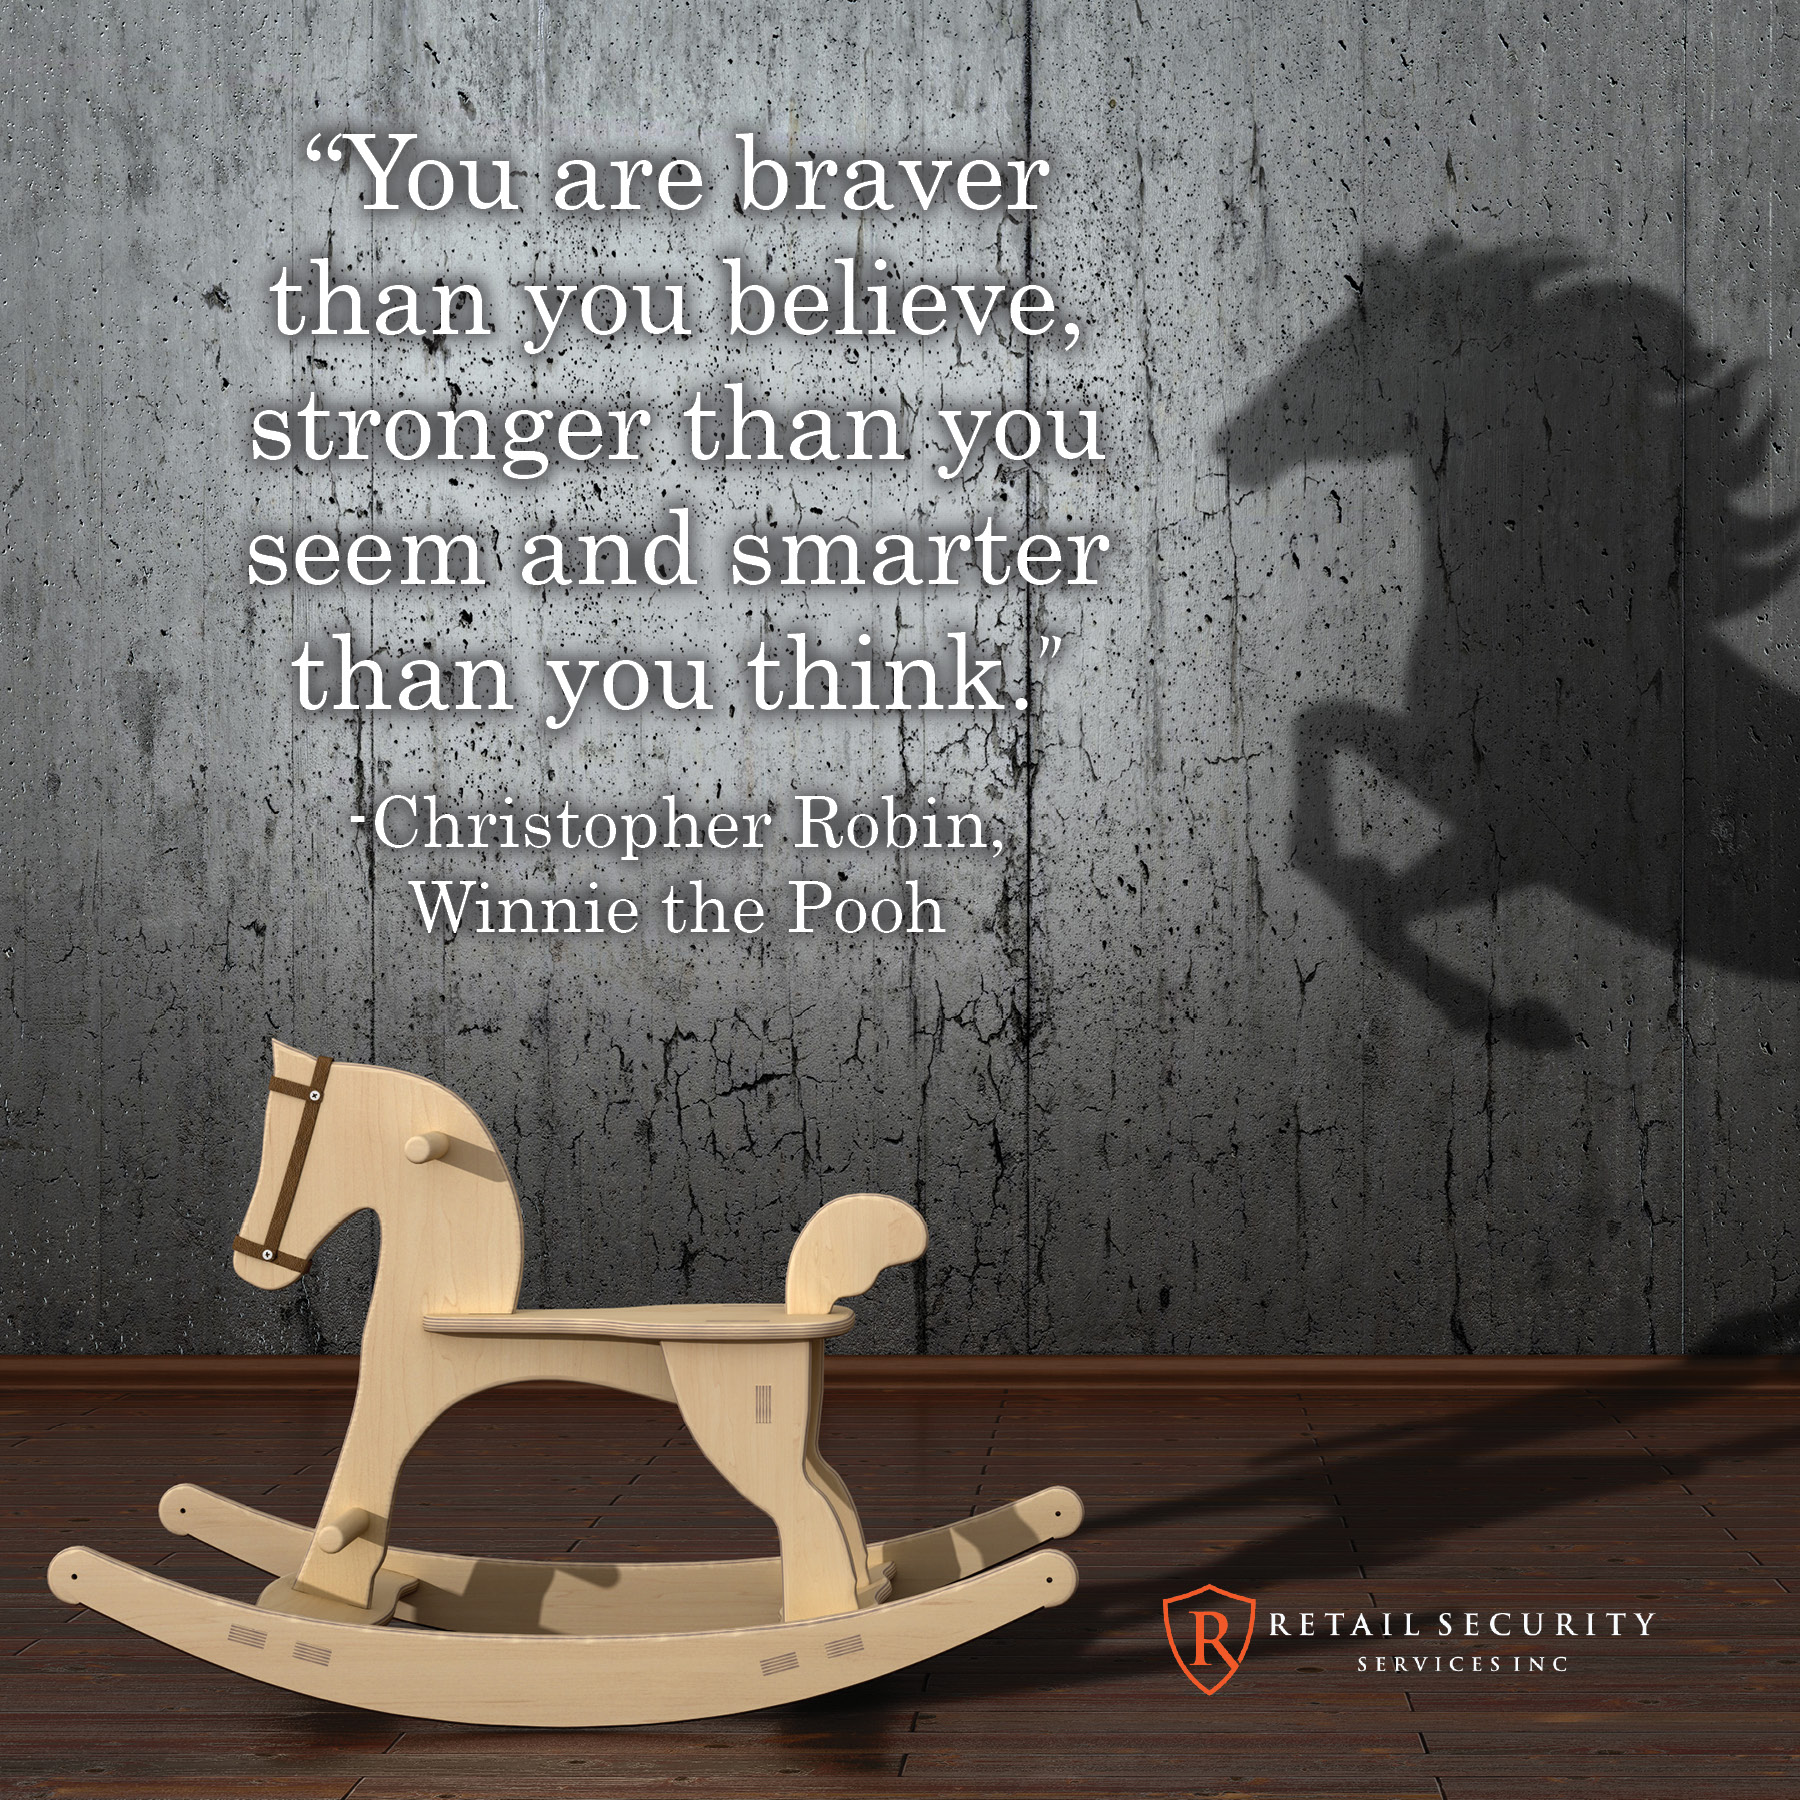 “You are braver
than you believe,
stronger than you
seem and smarter
than you think."
-Christopher Robin,
Winnie the Pooh
R RETAIL SECURITY
SERVICES INC